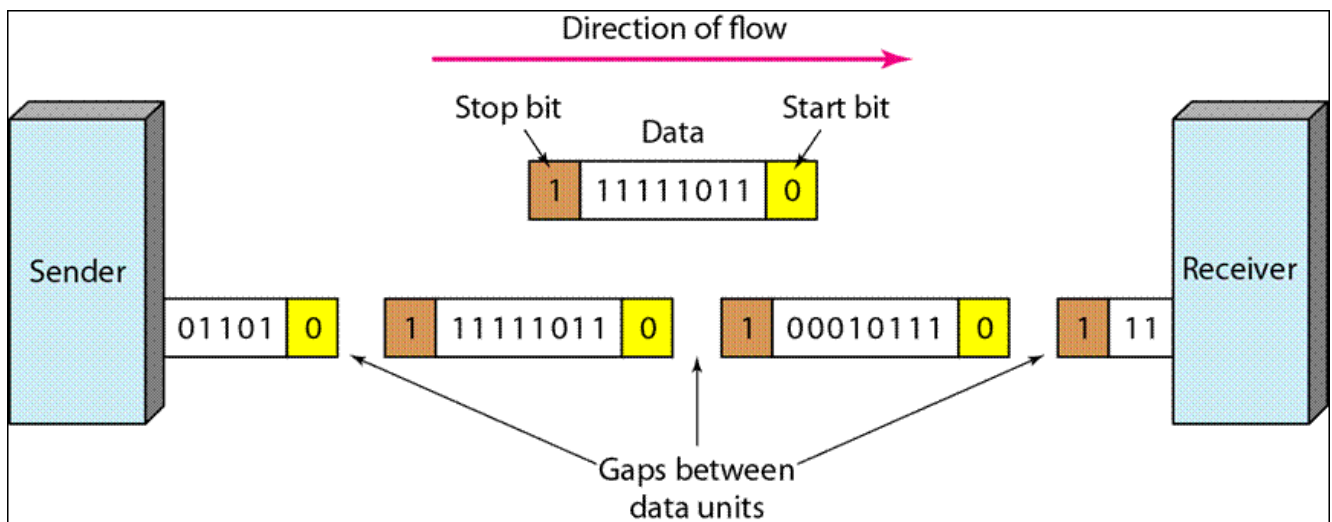 Direction of flow
Stop bit
Start bit
Data
1 11111011 0
Sender
Receiver
01101 0 1 11111011 0 1 00010111 0 1 11
Gaps between
data units